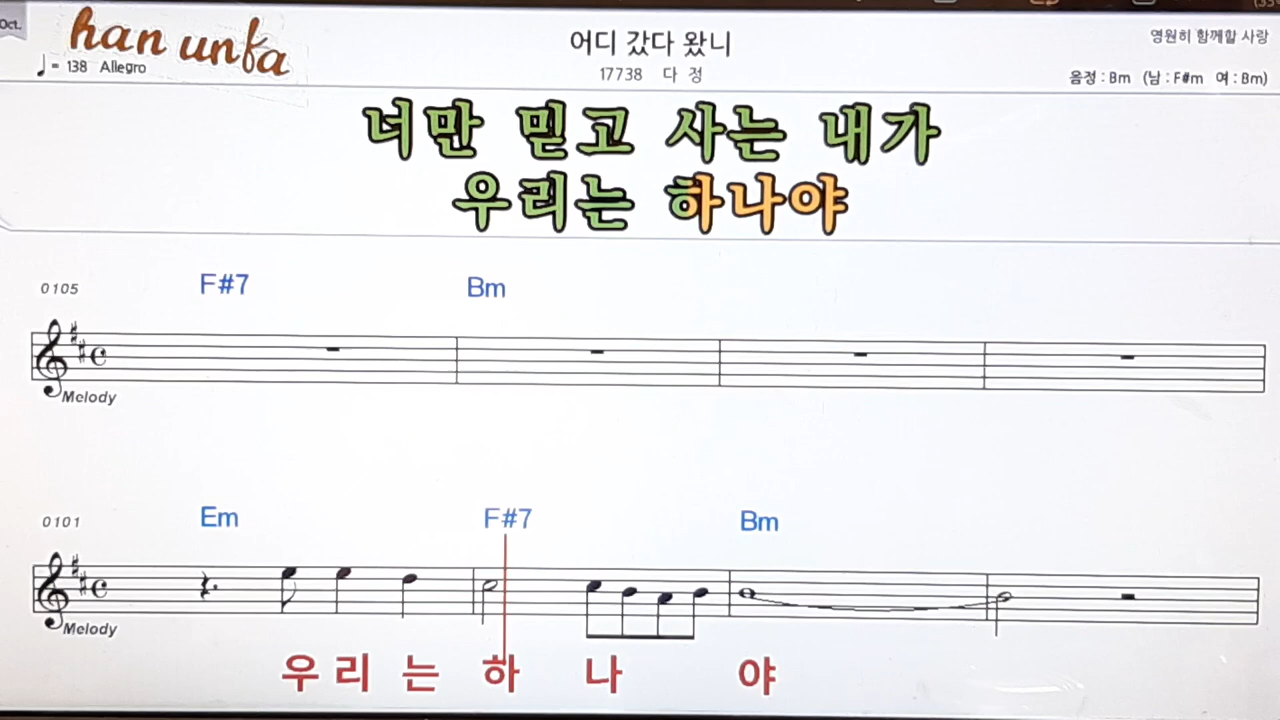 Oct.
han unfa
♩= 138 Allegro
어디 갔다 왔니
17738 다 정
영원히 함께할 사랑
음정 : Bm (남 : F#m 여 : Bm)
너만 믿고 사는 내가
우리는 하나야
0105 F#7 Bm
Melody
0101 Em F#7 Bm
Melody
우 리 는 하 나 야